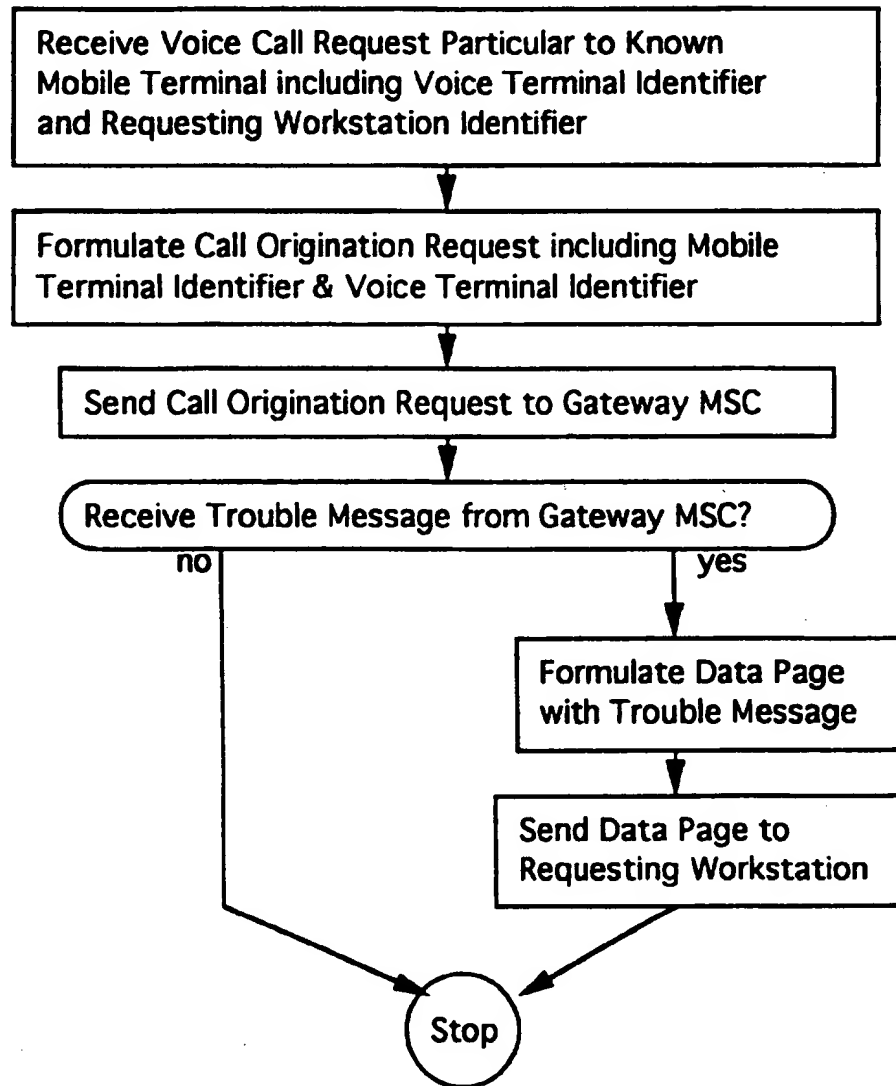 Receive Voice Call Request Particular to Known
Mobile Terminal including Voice Terminal Identifier
and Requesting Workstation Identifier
Formulate Call Origination Request including Mobile
Terminal Identifier & Voice Terminal Identifier
Send Call Origination Request to Gateway MSC
Receive Trouble Message from Gateway MSC?
no
yes
Formulate Data Page
with Trouble Message
Send Data Page to
Requesting Workstation
Stop